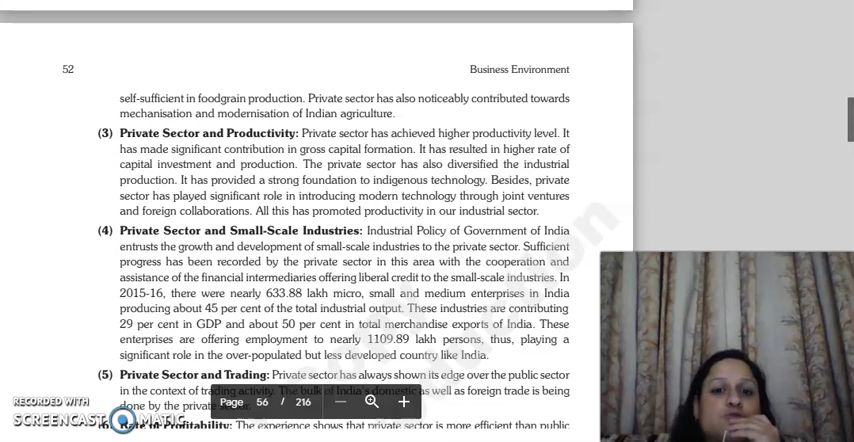 52 Business Environment
self-sufficient in foodgrain production. Private sector has also noticeably contributed towards
mechanisation and modernisation of Indian agriculture.
(3) Private Sector and Productivity: Private sector has achieved higher productivity level. It
has made significant contribution in gross capital formation. It has resulted in higher rate of
capital investment and production. The private sector has also diversified the industrial
production. It has provided a strong foundation to indigenous technology. Besides, private
sector has played significant role in introducing modern technology through joint ventures
and foreign collaborations. All this has promoted productivity in our industrial sector.
(4) Private Sector and Small-Scale Industries: Industrial Policy of Government of India
entrusts the growth and development of small-scale industries to the private sector. Sufficient
progress has been recorded by the private sector in this area with the cooperation and
assistance of the financial intermediaries offering liberal credit to the small-scale industries. In
2015-16, there were nearly 633.88 lakh micro, small and medium enterprises in India
producing about 45 per cent of the total industrial output. These industries are contributing
29 per cent in GDP and about 50 per cent in total merchandise exports of India. These
enterprises are offering employment to nearly 1109.89 lakh persons, thus, playing a
significant role in the over-populated but less developed country like India.
(5) Private Sector and Trading: Private sector has always shown its edge over the public sector
in the context of trading activity. The bulk of India's domestic as well as foreign trade is being
done by the private sector.
Page 56 / 216
RECORDED WITH
SCREENCAST MATIC
Rate of Profitability: The experience shows that private sector is more efficient than public